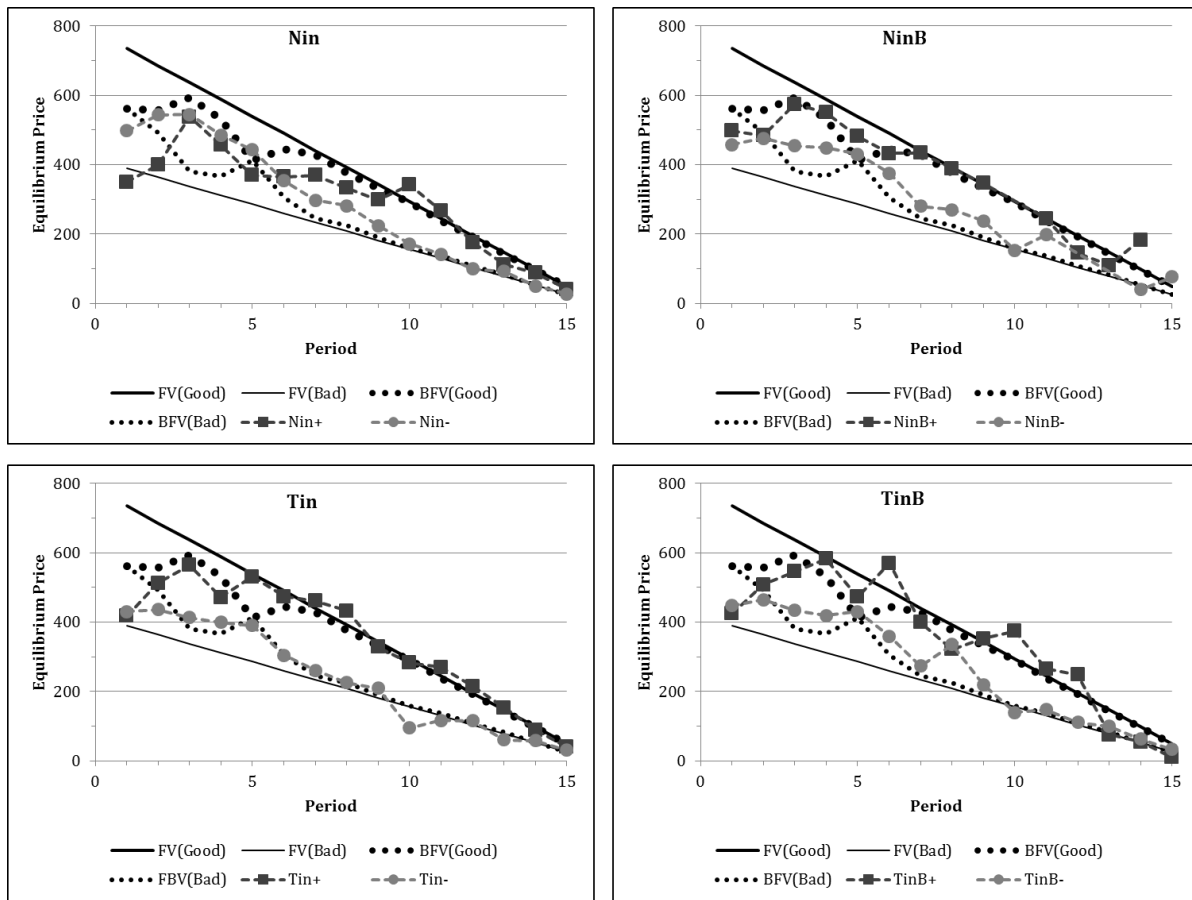 Nin
Equilibrium Price
800
600
400
200
0
0 5 10 15
Period
FV(Good) FV(Bad) BFV(Good)
BFV(Bad) Nin+ Nin-
NinB
Equilibrium Price
800
600
400
200
0
0 5 10 15
Period
FV(Good) FV(Bad) BFV(Good)
BFV(Bad) NinB+ NinB-
Tin
Equilibrium Price
800
600
400
200
0
0 5 10 15
Period
FV(Good) FV(Bad) BFV(Good)
FBV(Bad) Tin+ Tin-
TinB
Equilibrium Price
800
600
400
200
0
0 5 10 15
Period
FV(Good) FV(Bad) BFV(Good)
BFV(Bad) TinB+ TinB-